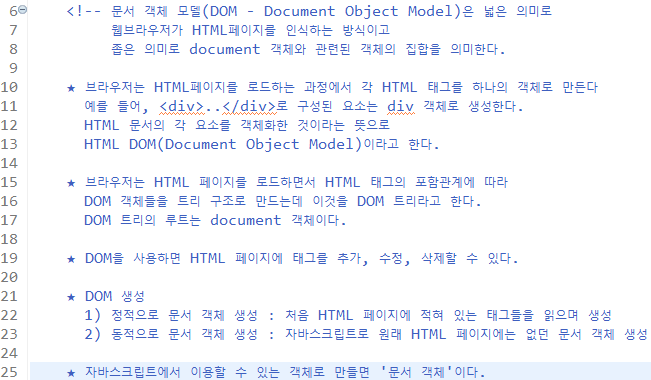 6 <!-- 문서 객체 모델(DOM - Document Object Model)은 넓은 의미로
7 웹브라우저가 HTML페이지를 인식하는 방식이고
8 좁은 의미로 document 객체와 관련된 객체의 집합을 의미한다.
9
10 ★ 브라우저는 HTML페이지를 로드하는 과정에서 각 HTML 태그를 하나의 객체로 만든다
11 예를 들어, <div>..</div>로 구성된 요소는 div 객체로 생성한다.
12 HTML 문서의 각 요소를 객체화한 것이라는 뜻으로
13 HTML DOM(Document Object Model)이라고 한다.
14
15 ★ 브라우저는 HTML 페이지를 로드하면서 HTML 태그의 포함관계에 따라
16 DOM 객체들을 트리 구조로 만드는데 이것을 DOM 트리라고 한다.
17 DOM 트리의 루트는 document 객체이다.
18
19 ★ DOM을 사용하면 HTML 페이지에 태그를 추가, 수정, 삭제할 수 있다.
20
21 ★ DOM 생성
22 1) 정적으로 문서 객체 생성 : 처음 HTML 페이지에 적혀 있는 태그들을 읽으며 생성
23 2) 동적으로 문서 객체 생성 : 자바스크립트로 원래 HTML 페이지에는 없던 문서 객체 생성
24
25 ★ 자바스크립트에서 이용할 수 있는 객체로 만들면 '문서 객체'이다.